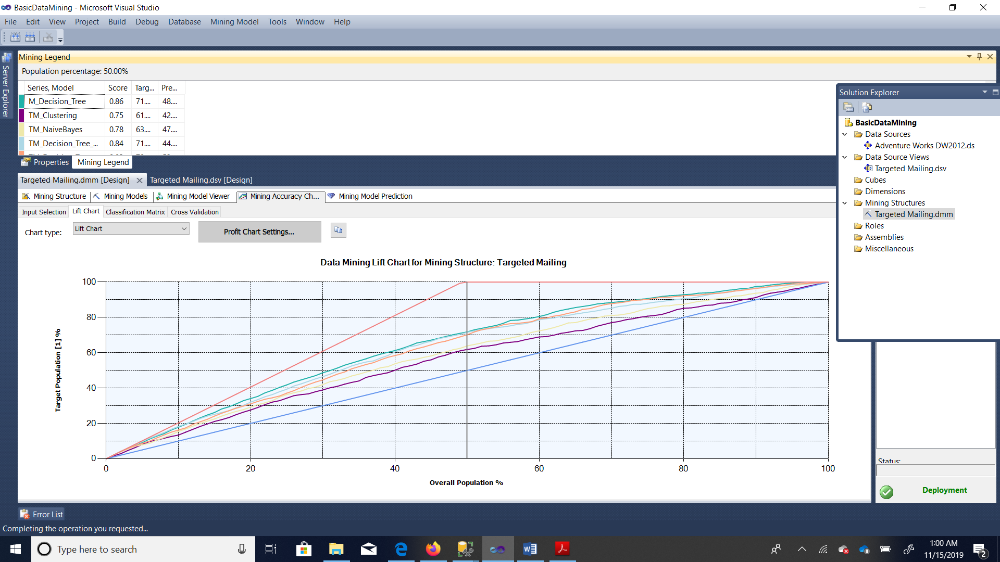 BasicDataMining - Microsoft Visual Studio
File Edit View Project Build Debug Database Mining Model Tools Window Help
Server Explorer
Mining Legend
Population percentage: 50.00%
Series, Model Score Targ... Pre...
M_Decision_Tree 0.86 71.... 48....
TM_Clustering 0.75 61.... 42....
TM_NaiveBayes 0.78 63.... 47....
TM_Decision_Tree_... 0.84 71.... 44....
Properties Mining Legend
Targeted Mailing.dmm [Design] Targeted Mailing.dsv [Design]
Mining Structure Mining Models Mining Model Viewer Mining Accuracy Ch... Mining Model Prediction
Input Selection Lift Chart Classification Matrix Cross Validation
Chart type: Lift Chart Profit Chart Settings...
Data Mining Lift Chart for Mining Structure: Targeted Mailing
100
80
60
40
20
0
Target Population [1] %
0 20 40 60 80 100
Overall Population %
Solution Explorer
BasicDataMining
Data Sources
Adventure Works DW2012.ds
Data Source Views
Targeted Mailing.dsv
Cubes
Dimensions
Mining Structures
Targeted Mailing.dmm
Roles
Assemblies
Miscellaneous
Status:
Deployment
Error List
Completing the operation you requested...
Type here to search
1:00 AM
11/15/2019
2